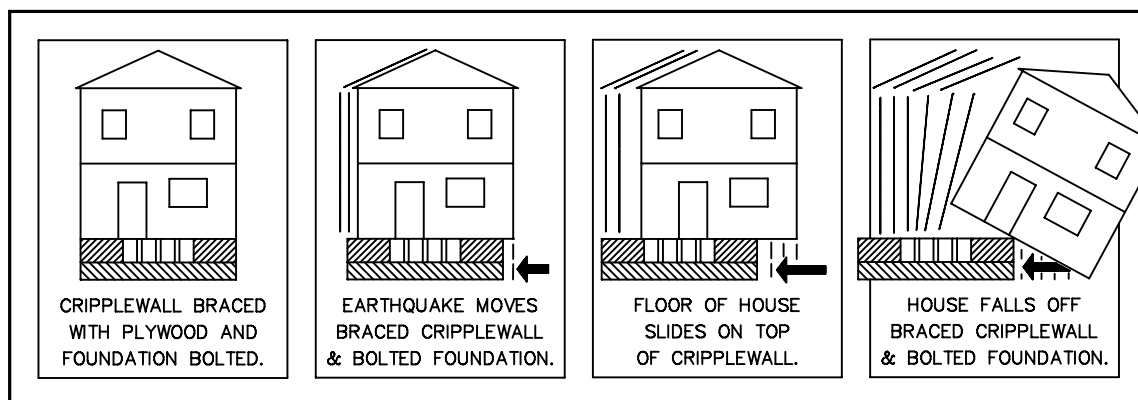 CRIPPLEWALL BRACED
WITH PLYWOOD AND
FOUNDATION BOLTED.
EARTHQUAKE MOVES
BRACED CRIPPLEWALL
& BOLTED FOUNDATION.
FLOOR OF HOUSE
SLIDES ON TOP
OF CRIPPLEWALL.
HOUSE FALLS OFF
BRACED CRIPPLEWALL
& BOLTED FOUNDATION.